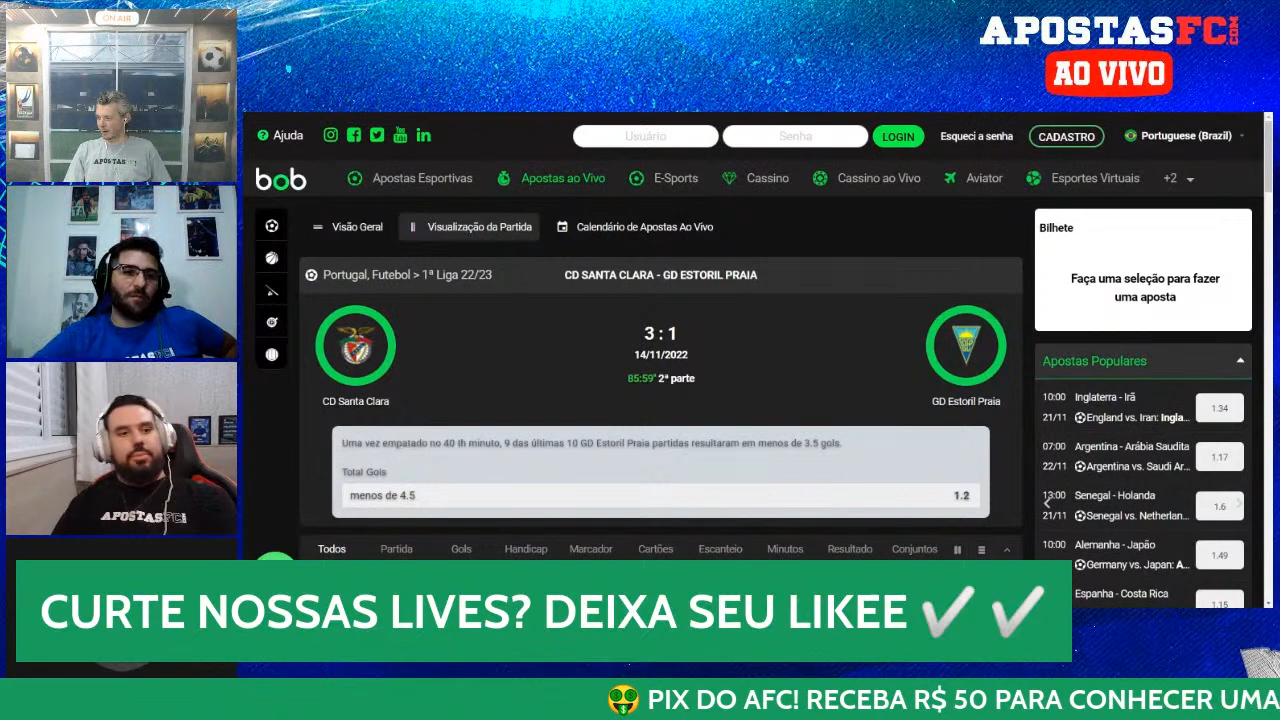 ON AIR
APOSTASFC.COM
AO VIVO
Ajuda
Usuário
Senha
LOGIN
Esqueci a senha
CADASTRO
Portuguese (Brazil)
bob
Apostas Esportivas
Apostas ao Vivo
E-Sports
Cassino
Cassino ao Vivo
Aviator
Esportes Virtuais
+2
Visão Geral
Visualização da Partida
Calendário de Apostas Ao Vivo
Portugal, Futebol > 1ª Liga 22/23
CD SANTA CLARA - GD ESTORIL PRAIA
3 : 1
14/11/2022
85:59' 2ª parte
CD Santa Clara
GD Estoril Praia
Uma vez empatado no 40 th minuto, 9 das últimas 10 GD Estoril Praia partidas resultaram em menos de 3.5 gols.
Total Gols
menos de 4.5 1.2
Todos
Partida
Gols
Handicap
Marcador
Cartões
Escanteio
Minutos
Resultado
Conjuntos
Bilhete
Faça uma seleção para fazer
uma aposta
Apostas Populares
10:00 Inglaterra - Irã
21/11 England vs. Iran: Ingla... 1.34
07:00 Argentina - Arábia Saudita
22/11 Argentina vs. Saudi Ar... 1.17
13:00 Senegal - Holanda
21/11 Senegal vs. Netherlan... 1.6
10:00 Alemanha - Japão
Germany vs. Japan: A... 1.49
Espanha - Costa Rica
1.15
APOSTASFC
APOSTASFC
CURTE NOSSAS LIVES? DEIXA SEU LIKEE ✔ ✔
🤑 PIX DO AFC! RECEBA R$ 50 PARA CONHECER UMA